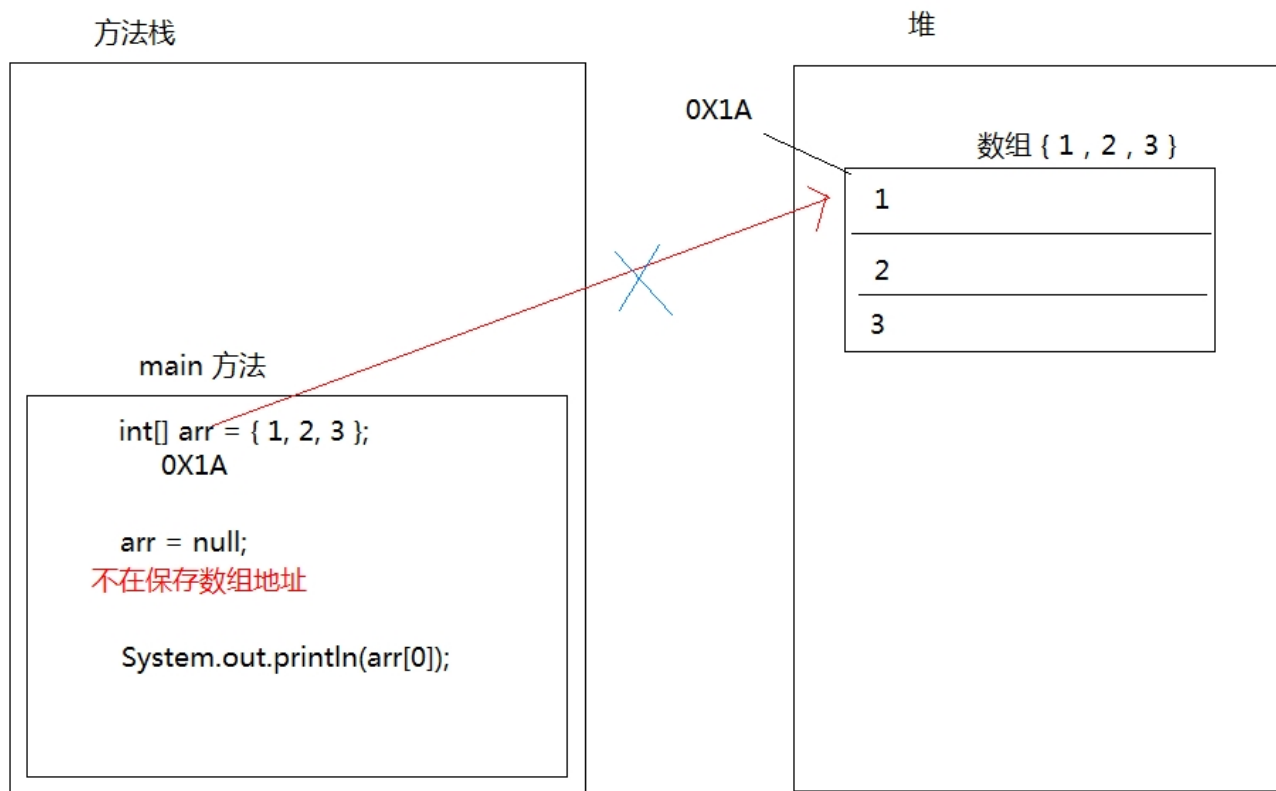 方法栈
堆
0X1A
数组 { 1 , 2 , 3 }
1
2
3
main 方法
int[] arr = { 1, 2, 3 };
0X1A
arr = null;
不在保存数组地址
System.out.println(arr[0]);